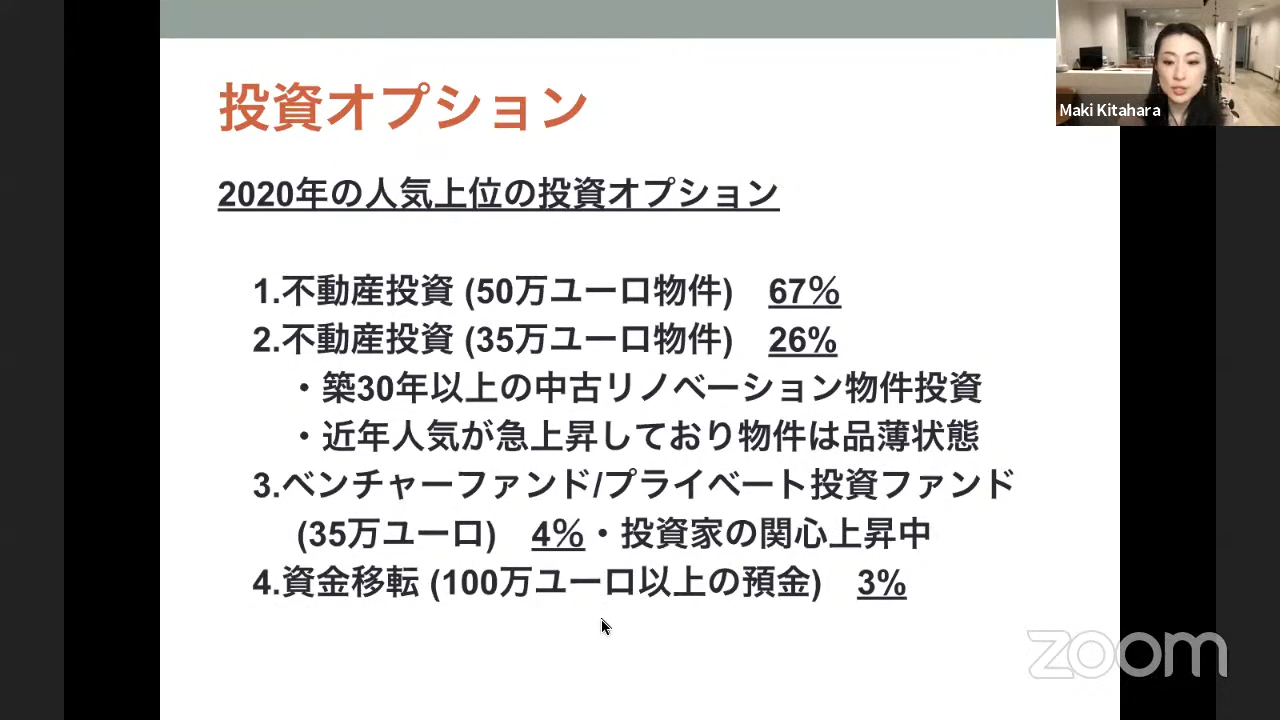 投資オプション
Maki Kitahara
2020年の人気上位の投資オプション
1.不動産投資 (50万ユーロ物件) 67%
2.不動産投資 (35万ユーロ物件) 26%
・築30年以上の中古リノベーション物件投資
・近年人気が急上昇しており物件は品薄状態
3.ベンチャーファンド/プライベート投資ファンド
(35万ユーロ) 4%・投資家の関心上昇中
4.資金移転 (100万ユーロ以上の預金) 3%
zoom